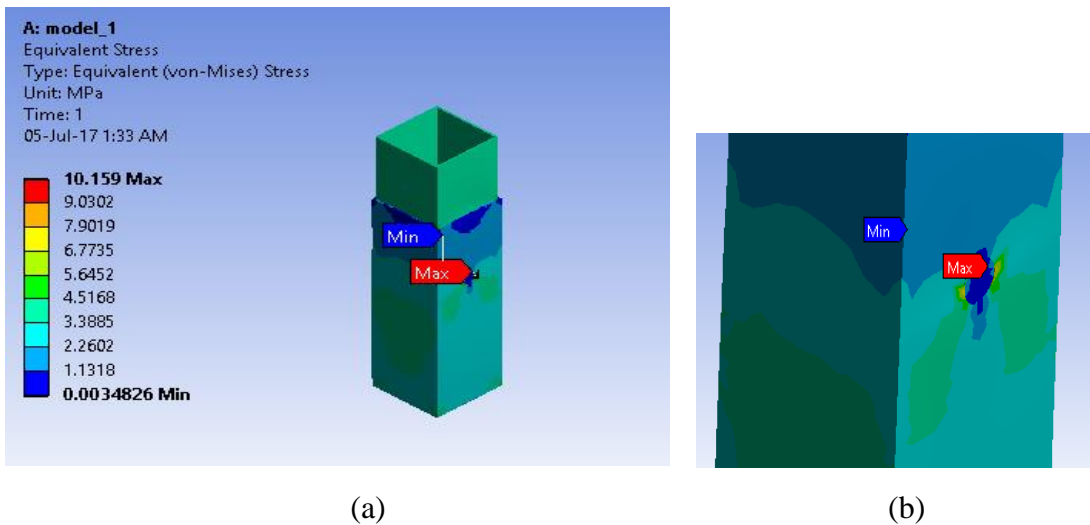 A: model_1
Equivalent Stress
Type: Equivalent (von-Mises) Stress
Unit: MPa
Time: 1
05-Jul-17 1:33 AM
10.159 Max
9.0302
7.9019
6.7735
5.6452
4.5168
3.3885
2.2602
1.1318
0.0034826 Min
Min
Max
Min
Max
(a)
(b)